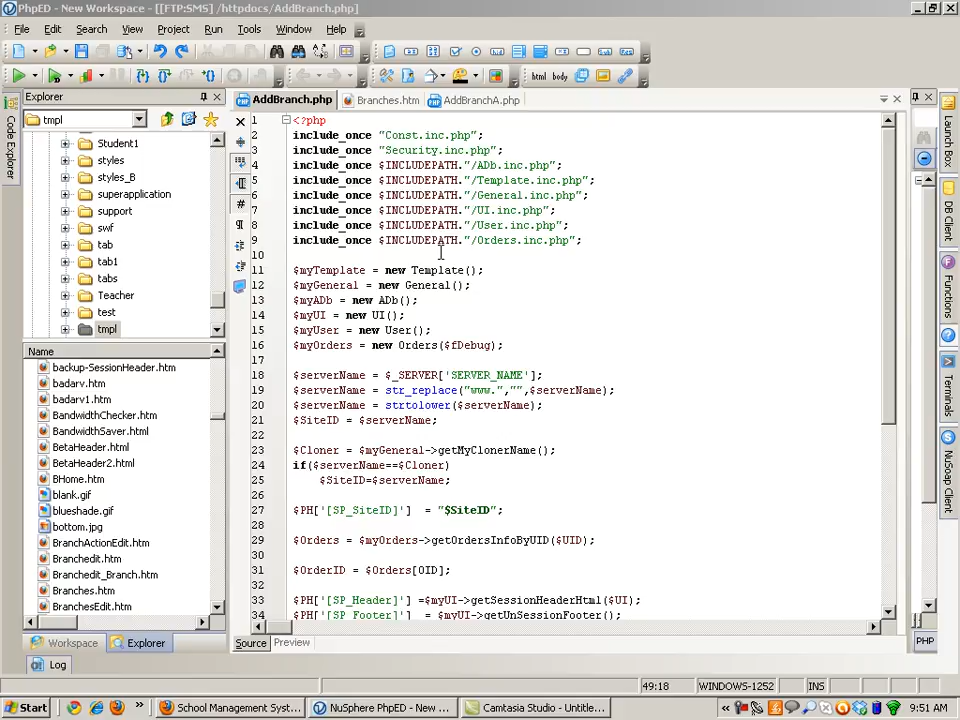 PhpED - New Workspace - [[FTP:SMS] /httpdocs/AddBranch.php]
File Edit Search View Project Run Tools Window Help
html body
Explorer
AddBranch.php Branches.htm AddBranchA.php
tmpl
Code Explorer
Student1
styles
styles_B
superapplication
support
swf
tab
tab1
tabs
Teacher
test
tmpl
Name
backup-SessionHeader.htm
badarv.htm
badarv1.htm
BandwidthChecker.htm
BandwidthSaver.html
BetaHeader.html
BetaHeader2.html
BHome.htm
blank.gif
blueshade.gif
bottom.jpg
BranchActionEdit.htm
Branchedit.htm
Branchedit_Branch.htm
Branches.htm
BranchesEdit.htm
Workspace Explorer
Log
1 <?php
2 include_once "Const.inc.php";
3 include_once "Security.inc.php";
4 include_once $INCLUDEPATH."/ADb.inc.php";
5 include_once $INCLUDEPATH."/Template.inc.php";
6 include_once $INCLUDEPATH."/General.inc.php";
7 include_once $INCLUDEPATH."/UI.inc.php";
8 include_once $INCLUDEPATH."/User.inc.php";
9 include_once $INCLUDEPATH."/Orders.inc.php";
10
11 $myTemplate = new Template();
12 $myGeneral = new General();
13 $myADb = new ADb();
14 $myUI = new UI();
15 $myUser = new User();
16 $myOrders = new Orders($fDebug);
17
18 $serverName = $_SERVER['SERVER_NAME'];
19 $serverName = str_replace("www.","",$serverName);
20 $serverName = strtolower($serverName);
21 $SiteID = $serverName;
22
23 $Cloner = $myGeneral->getMyClonerName();
24 if($serverName==$Cloner)
25 $SiteID=$serverName;
26
27 $PH['[SP_SiteID]'] = "$SiteID";
28
29 $Orders = $myOrders->getOrdersInfoByUID($UID);
30
31 $OrderID = $Orders[OID];
32
33 $PH['[SP_Header]'] =$myUI->getSessionHeaderHtml($UI);
34 $PH['[SP_Footer]'] = $myUI->getUnSessionFooter();
Source Preview
Launch Box
DB Client
Functions
Terminals
NuSoap Client
PHP
49:18 WINDOWS-1252 INS
Start School Management Syst... NuSphere PhpED - New ... Camtasia Studio - Untitle... 9:51 AM